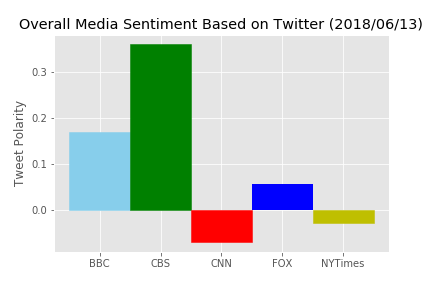 Overall Media Sentiment Based on Twitter (2018/06/13)
Tweet Polarity
0.3
0.2
0.1
0.0
BBC CBS CNN FOX NYTimes